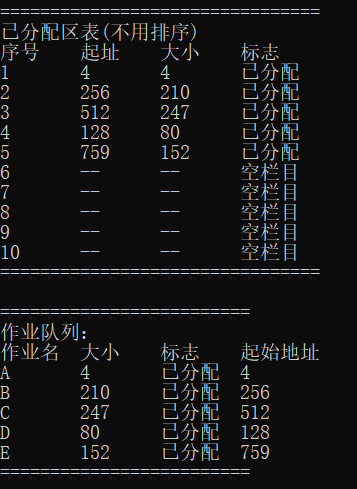 ================================
已分配区表(不用排序)
序号 起址 大小 标志
1 4 4 已分配
2 256 210 已分配
3 512 247 已分配
4 128 80 已分配
5 759 152 已分配
6 -- -- 空栏目
7 -- -- 空栏目
8 -- -- 空栏目
9 -- -- 空栏目
10 -- -- 空栏目
================================
=========================
作业队列:
作业名 大小 标志 起始地址
A 4 已分配 4
B 210 已分配 256
C 247 已分配 512
D 80 已分配 128
E 152 已分配 759
=========================